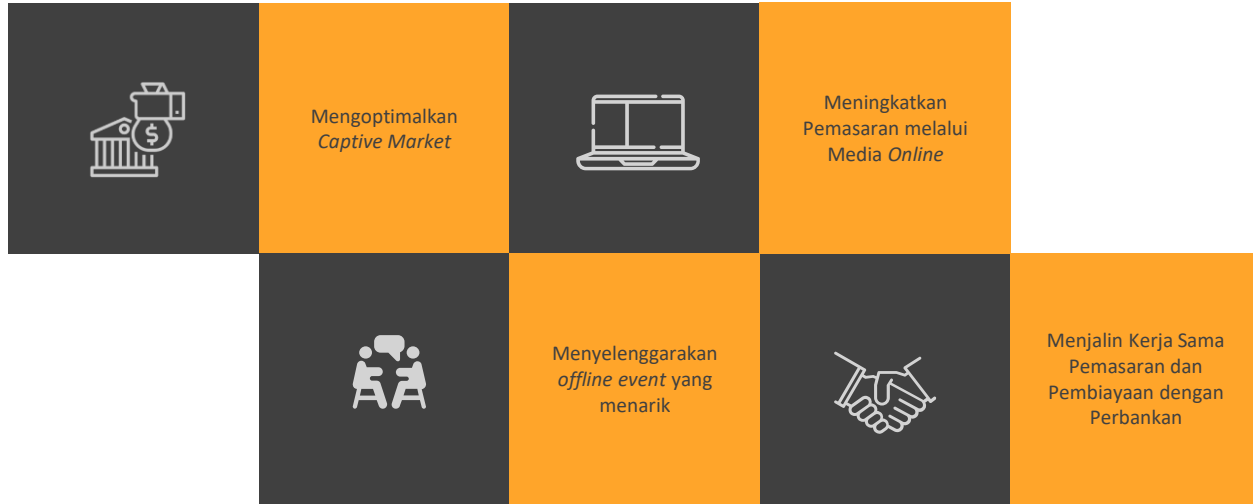 Mengoptimalkan
Captive Market
Meningkatkan
Pemasaran melalui
Media Online
Menyelenggarakan
offline event yang
menarik
Menjalin Kerja Sama
Pemasaran dan
Pembiayaan dengan
Perbankan